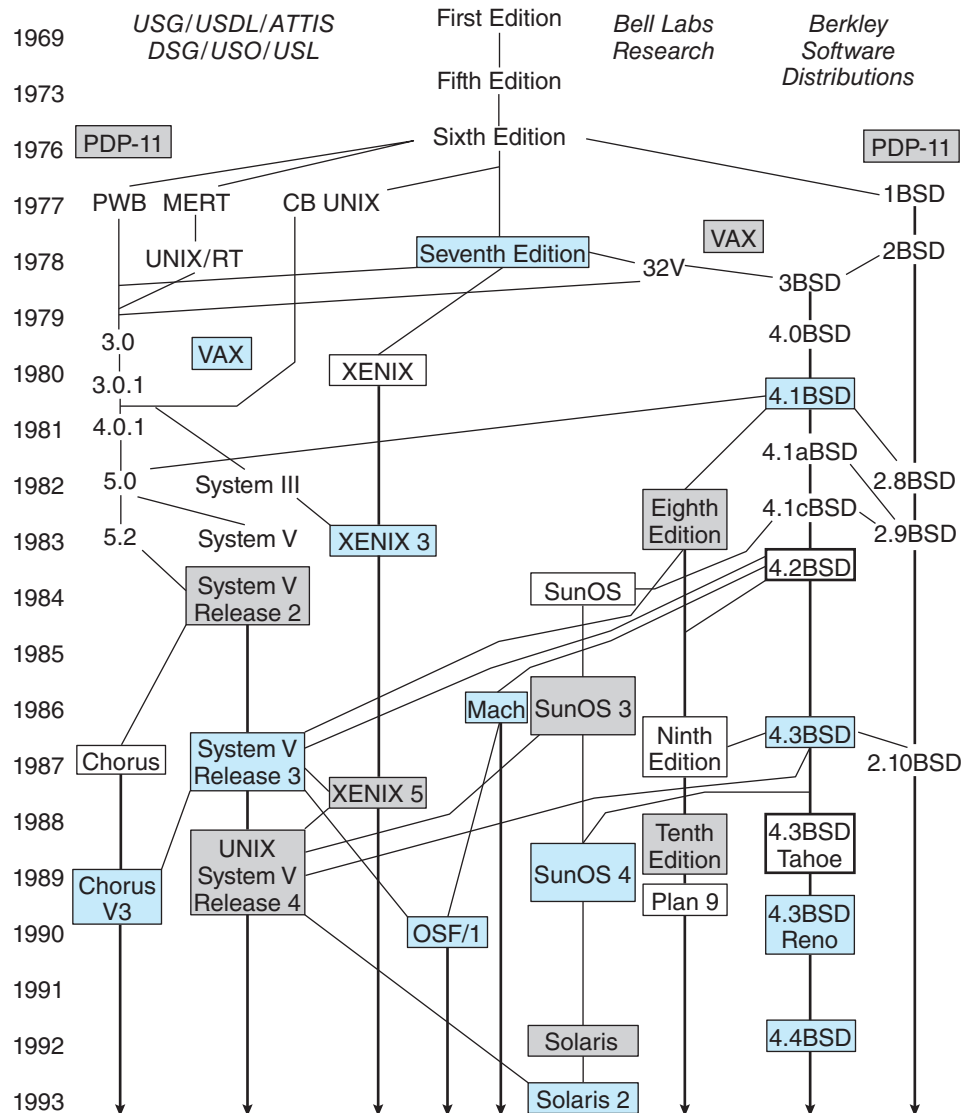 USG/USDL/ATTIS
DSG/USO/USL
Bell Labs
Research
Berkley
Software
Distributions
1969
First Edition
1973
Fifth Edition
1976
PDP-11
Sixth Edition
PDP-11
1977
PWB
MERT
CB UNIX
1BSD
1978
UNIX/RT
Seventh Edition
VAX
32V
3BSD
2BSD
1979
3.0
VAX
4.0BSD
1980
3.0.1
XENIX
4.1BSD
1981
4.0.1
4.1aBSD
1982
5.0
System III
Eighth
Edition
4.1cBSD
2.8BSD
1983
5.2
System V
XENIX 3
2.9BSD
4.2BSD
1984
System V
Release 2
SunOS
1985
1986
Mach
SunOS 3
1987
Chorus
System V
Release 3
XENIX 5
Ninth
Edition
4.3BSD
2.10BSD
1988
UNIX
System V
Release 4
Tenth
Edition
4.3BSD
Tahoe
1989
Chorus
V3
SunOS 4
Plan 9
1990
OSF/1
4.3BSD
Reno
1991
1992
Solaris
4.4BSD
1993
Solaris 2